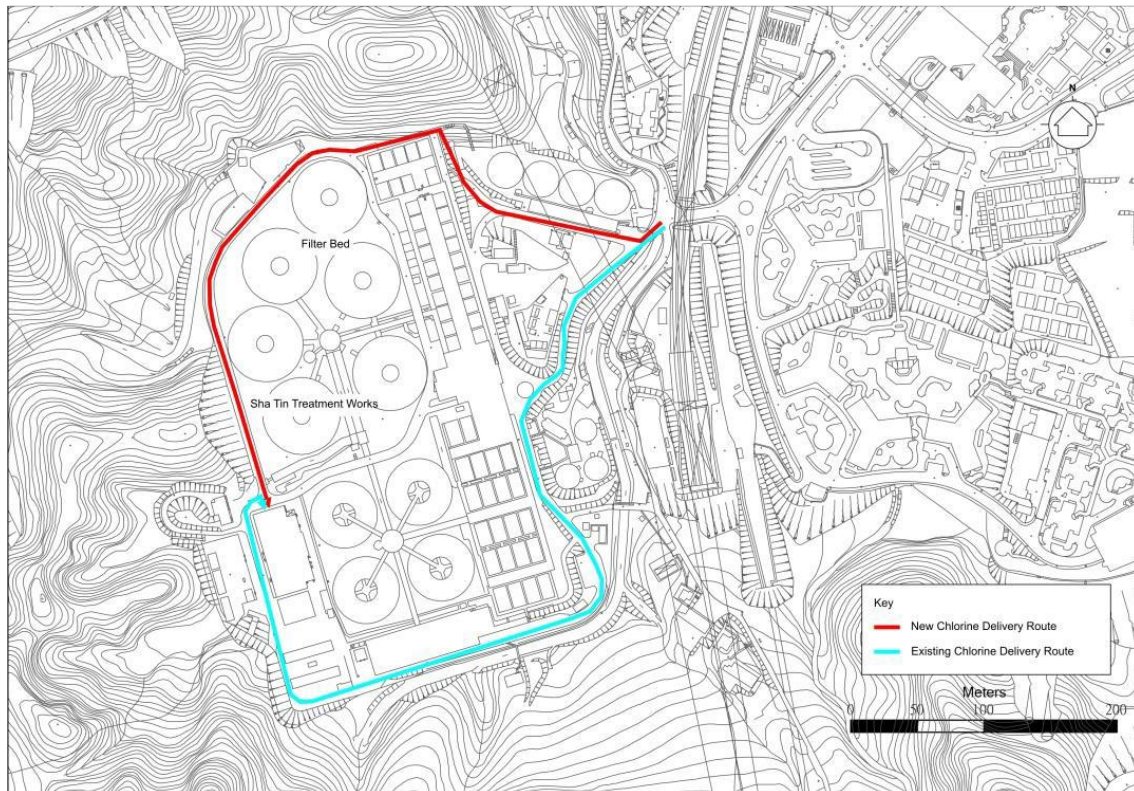 N
Filter Bed
Sha Tin Treatment Works
Key
New Chlorine Delivery Route
Existing Chlorine Delivery Route
Meters
0 50 100 200